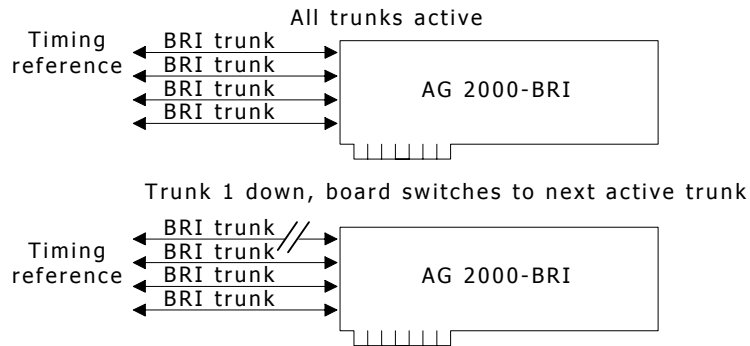 All trunks active
Timing
reference
BRI trunk
BRI trunk
BRI trunk
BRI trunk
AG 2000-BRI
Trunk 1 down, board switches to next active trunk
Timing
reference
BRI trunk
BRI trunk
BRI trunk
BRI trunk
AG 2000-BRI